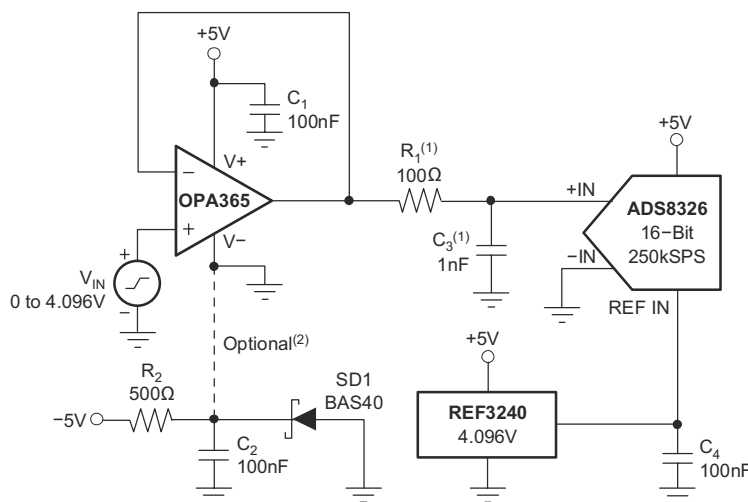 +5V
C1
100nF
V+
−
OPA365
+
V−
+
VIN
−
0 to 4.096V
R1(1)
100Ω
C3(1)
1nF
+5V
+IN
ADS8326
16−Bit
250kSPS
−IN
REF IN
Optional(2)
R2
500Ω
−5V
C2
100nF
SD1
BAS40
+5V
REF3240
4.096V
C4
100nF